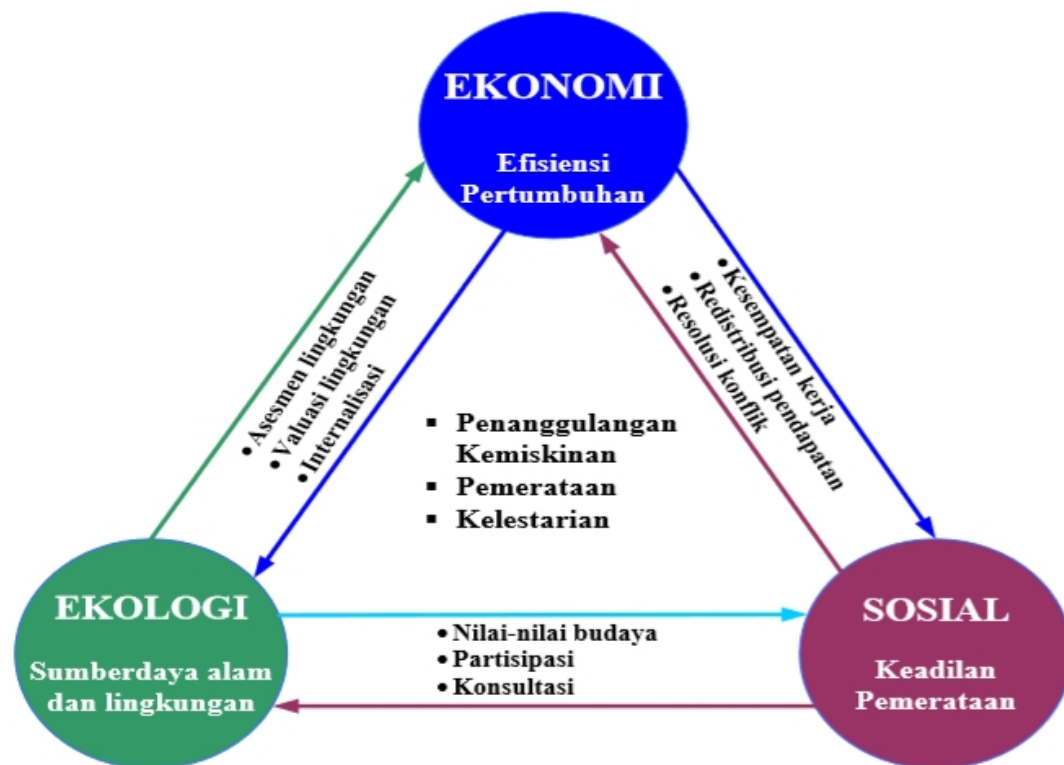 EKONOMI
Efisiensi
Pertumbuhan
• Asesmen lingkungan
• Valuasi lingkungan
• Internalisasi
• Kesempatan kerja
• Redistribusi pendapatan
• Resolusi konflik
▪ Penanggulangan
Kemiskinan
▪ Pemerataan
▪ Kelestarian
EKOLOGI
Sumberdaya alam
dan lingkungan
• Nilai-nilai budaya
• Partisipasi
• Konsultasi
SOSIAL
Keadilan
Pemerataan